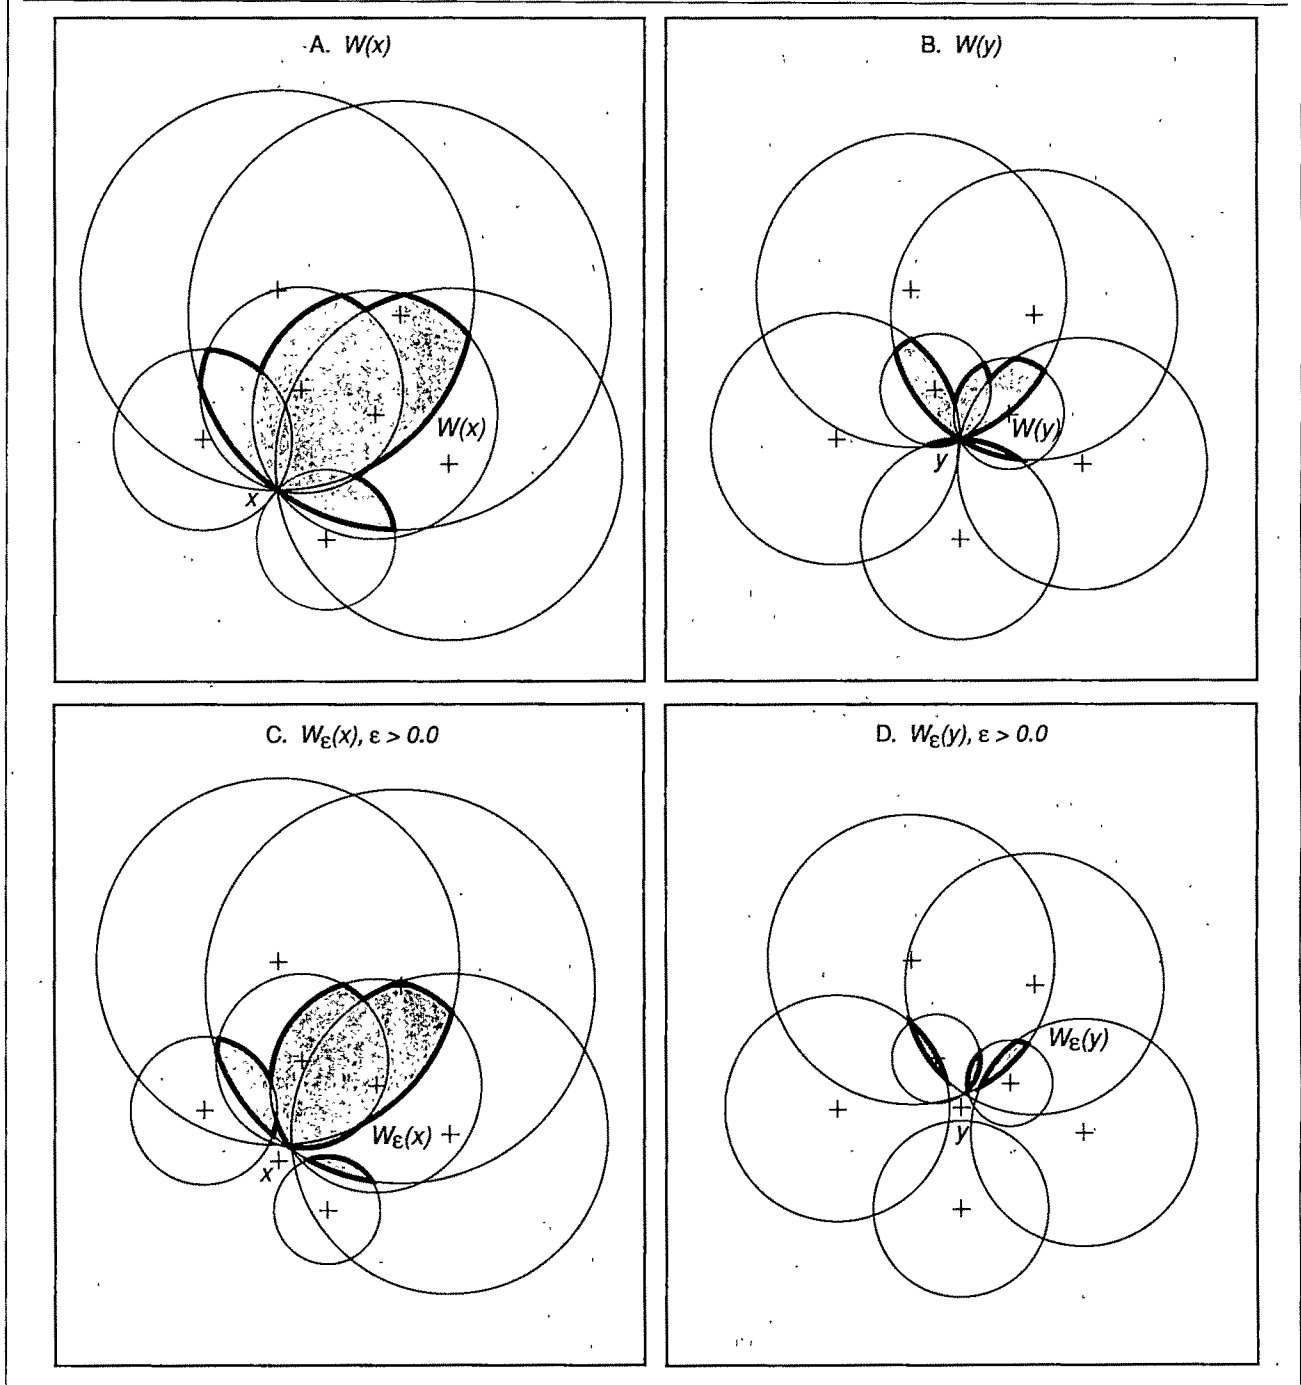 A. W(x)
B. W(y)
W(x)
x
W(y)
y
C. Wε(x), ε > 0.0
D. Wε(y), ε > 0.0
Wε(x)
x
Wε(y)
y